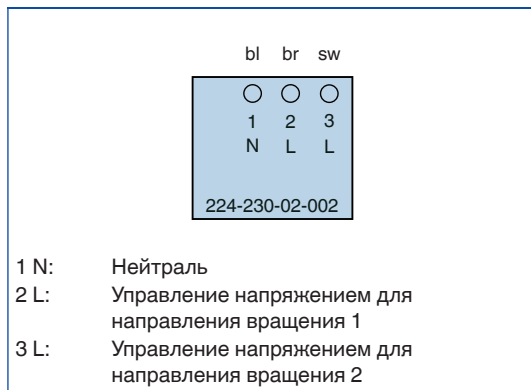 bl br sw
1 2 3
N L L
224-230-02-002
1 N: Нейтраль
2 L: Управление напряжением для
направления вращения 1
3 L: Управление напряжением для
направления вращения 2